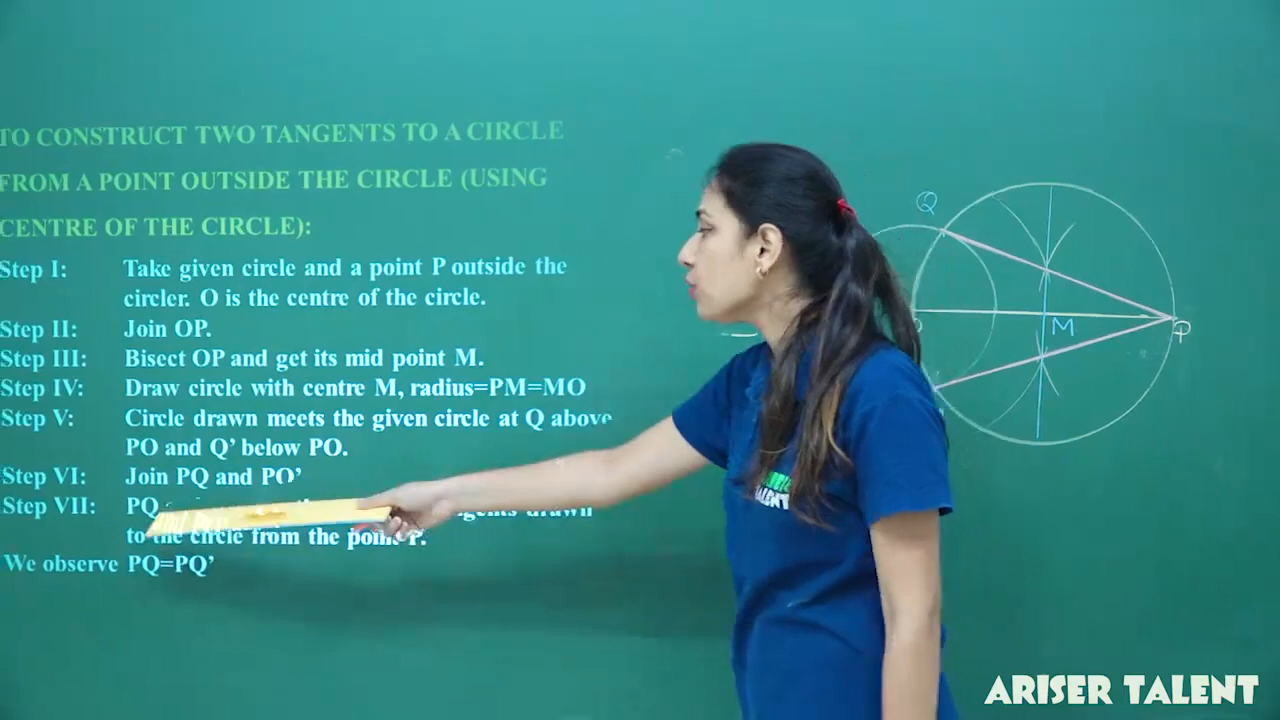 TO CONSTRUCT TWO TANGENTS TO A CIRCLE
FROM A POINT OUTSIDE THE CIRCLE (USING
CENTRE OF THE CIRCLE):
Step I: Take given circle and a point P outside the
circler. O is the centre of the circle.
Step II: Join OP.
Step III: Bisect OP and get its mid point M.
Step IV: Draw circle with centre M, radius=PM=MO
Step V: Circle drawn meets the given circle at Q above
PO and Q’ below PO.
Step VI: Join PQ and PO’
Step VII: PQ drawn
to the circle from the point P.
We observe PQ=PQ’
Q
M
P
TALENT
ARISER TALENT